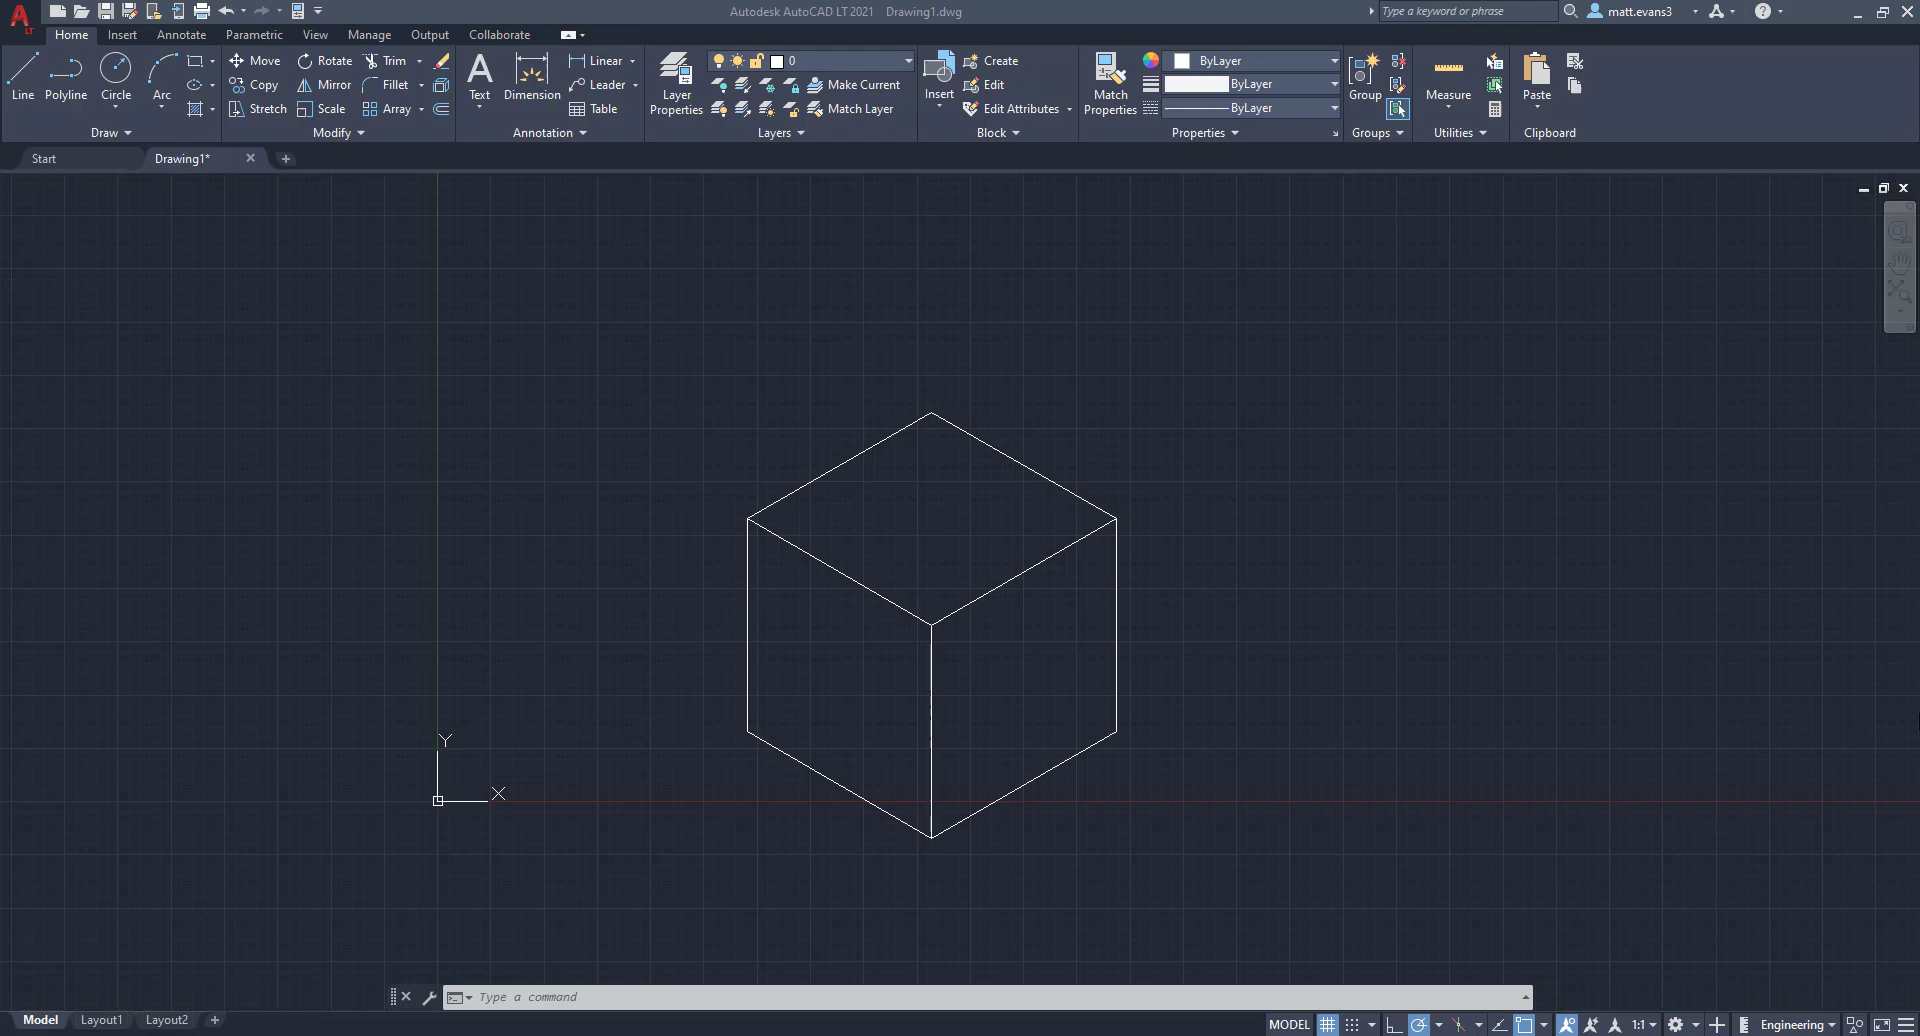 LT
Autodesk AutoCAD LT 2021 Drawing1.dwg
Type a keyword or phrase
matt.evans3
Home Insert Annotate Parametric View Manage Output Collaborate
Line Polyline Circle Arc
Draw
Move Rotate Trim
Copy Mirror Fillet
Stretch Scale Array
Modify
Text Dimension
Linear
Leader
Table
Annotation
Layer Properties
0
Make Current
Match Layer
Layers
Insert
Create
Edit
Edit Attributes
Block
Match Properties
ByLayer
ByLayer
ByLayer
Properties
Group
Groups
Measure
Utilities
Paste
Clipboard
Start Drawing1*
Y
X
Type a command
Model Layout1 Layout2
MODEL 1:1 Engineering